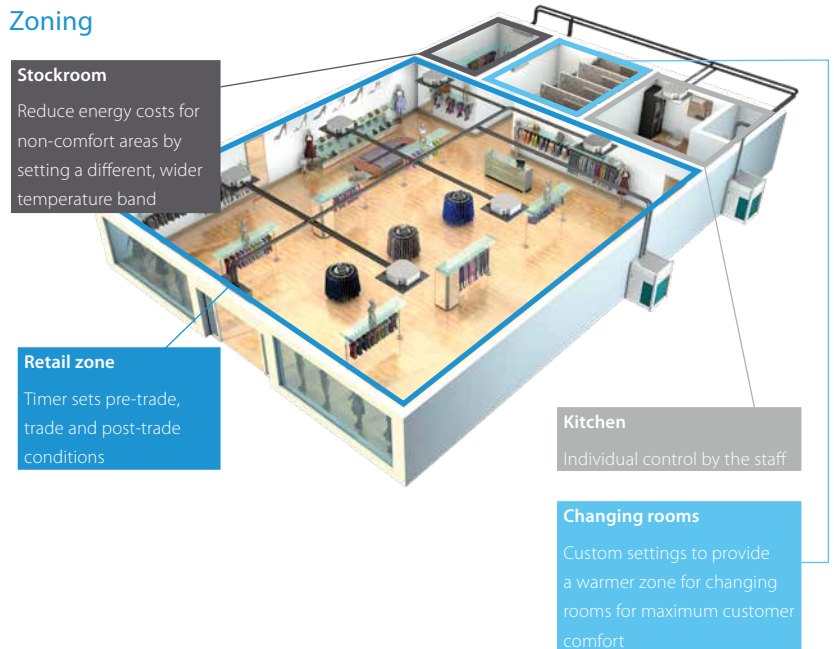 Zoning
Stockroom
Reduce energy costs for
non-comfort areas by
setting a different, wider
temperature band
Retail zone
Timer sets pre-trade,
trade and post-trade
conditions
Kitchen
Individual control by the staff
Changing rooms
Custom settings to provide
a warmer zone for changing
rooms for maximum customer
comfort